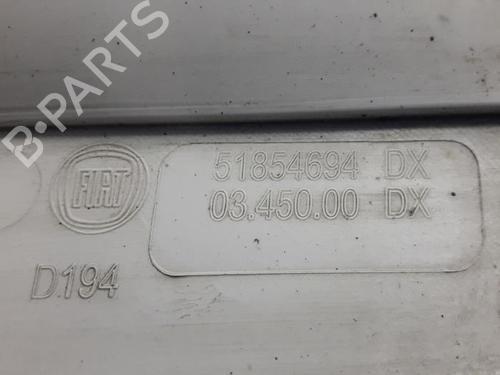 B-PARTS
FIAT
51854694 DX
03.450.00 DX
D194